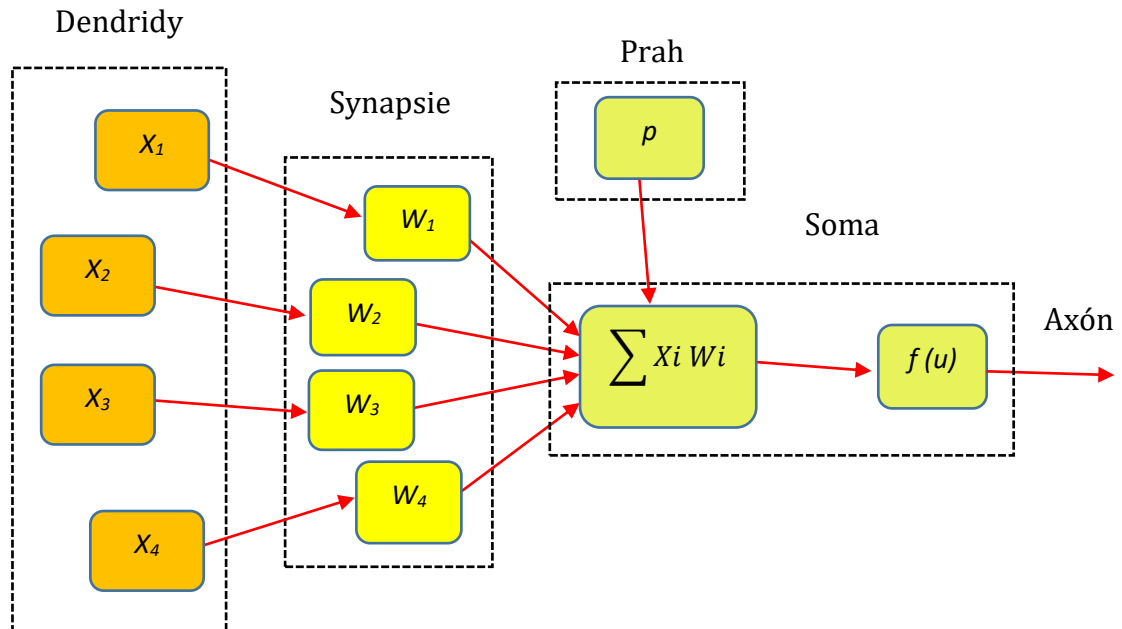 Dendridy
Prah
Synapsie
X1
p
W1
Soma
X2
W2
Axón
∑ Xi Wi
f (u)
X3
W3
W4
X4